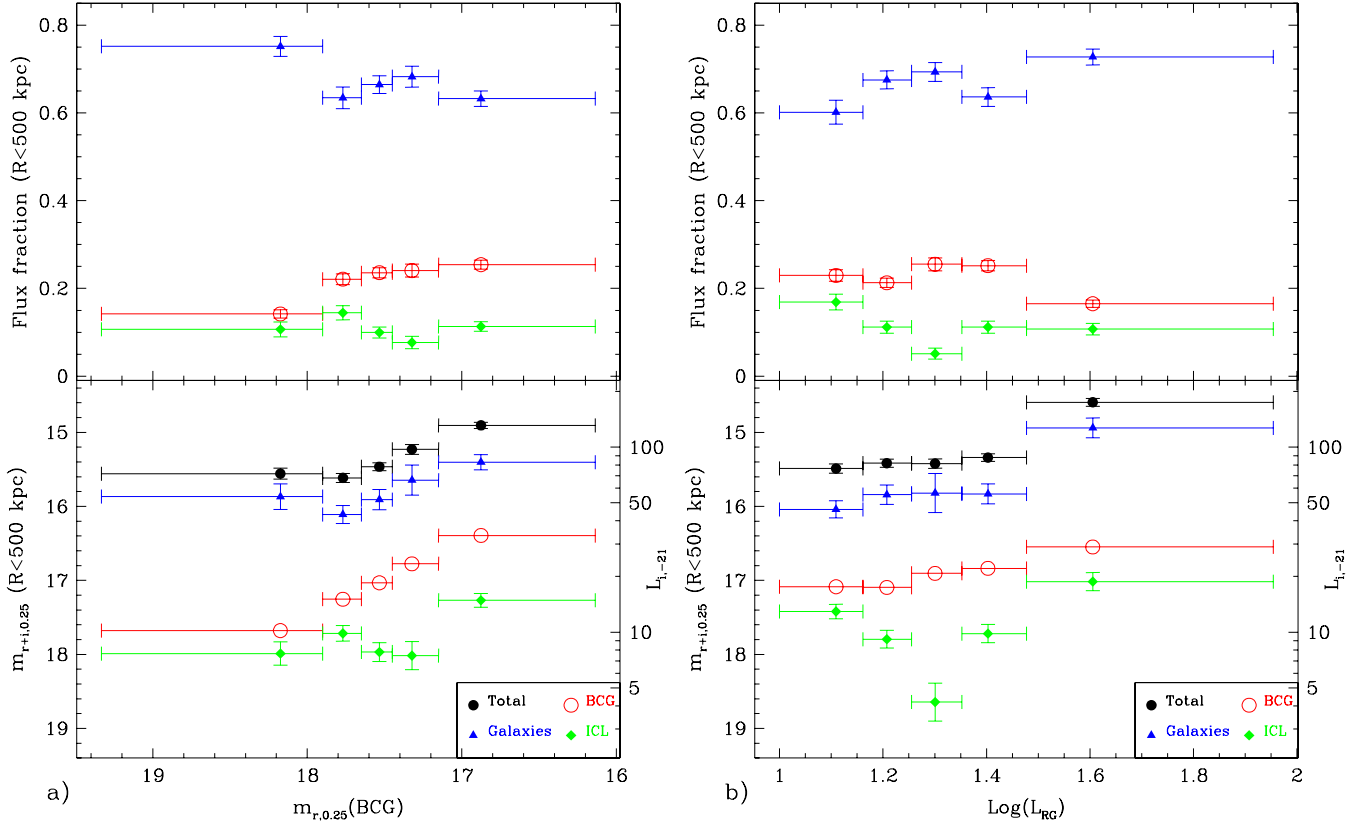 0.8
0.6
0.4
0.2
0
Flux fraction (R<500 kpc)
15
16
17
18
19
m_{r+i,0.25} (R<500 kpc)
100
50
10
5
L_{i,-21}
Total
BCG
Galaxies
ICL
19
18
17
16
m_{r,0.25}(BCG)
a)
0.8
0.6
0.4
0.2
0
Flux fraction (R<500 kpc)
15
16
17
18
19
m_{r+i,0.25} (R<500 kpc)
100
50
10
5
L_{i,-21}
Total
BCG
Galaxies
ICL
1
1.2
1.4
1.6
1.8
2
Log(L_{RG})
b)